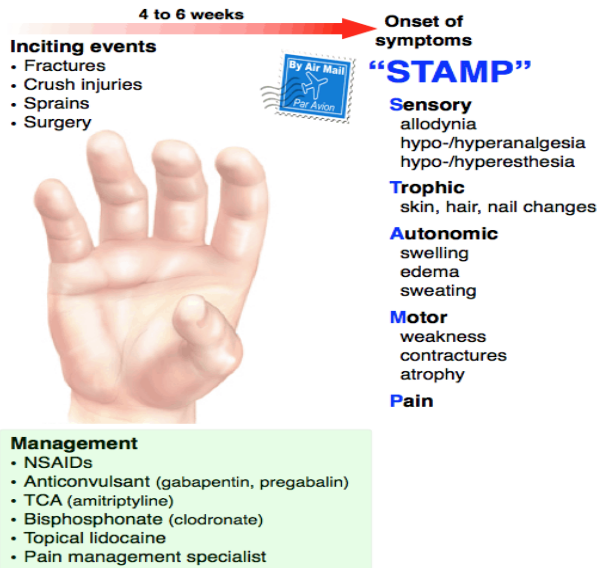 4 to 6 weeks
Onset of
symptoms
Inciting events
• Fractures
• Crush injuries
• Sprains
• Surgery
By Air Mail
Par Avion
“STAMP”
Sensory
allodynia
hypo-/hyperanalgesia
hypo-/hyperesthesia
Trophic
skin, hair, nail changes
Autonomic
swelling
edema
sweating
Motor
weakness
contractures
atrophy
Pain
Management
• NSAIDs
• Anticonvulsant (gabapentin, pregabalin)
• TCA (amitriptyline)
• Bisphosphonate (clodronate)
• Topical lidocaine
• Pain management specialist